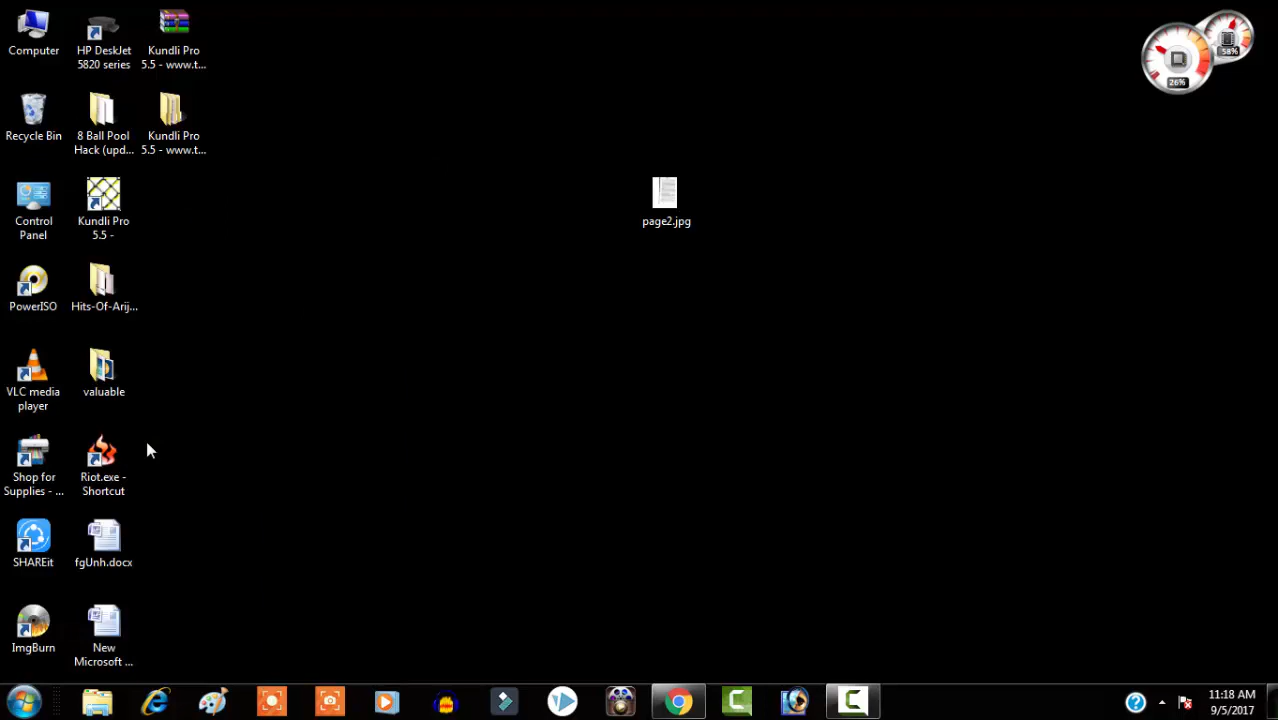 Computer
HP DeskJet
5820 series
Kundli Pro
5.5 - www.t...
Recycle Bin
8 Ball Pool
Hack (upd...
Kundli Pro
5.5 - www.t...
Control
Panel
Kundli Pro
5.5 -
PowerISO
Hits-Of-Arij...
VLC media
player
valuable
Shop for
Supplies - ...
Riot.exe -
Shortcut
SHAREit
fgUnh.docx
ImgBurn
New
Microsoft ...
page2.jpg
26%
58%
11:18 AM
9/5/2017